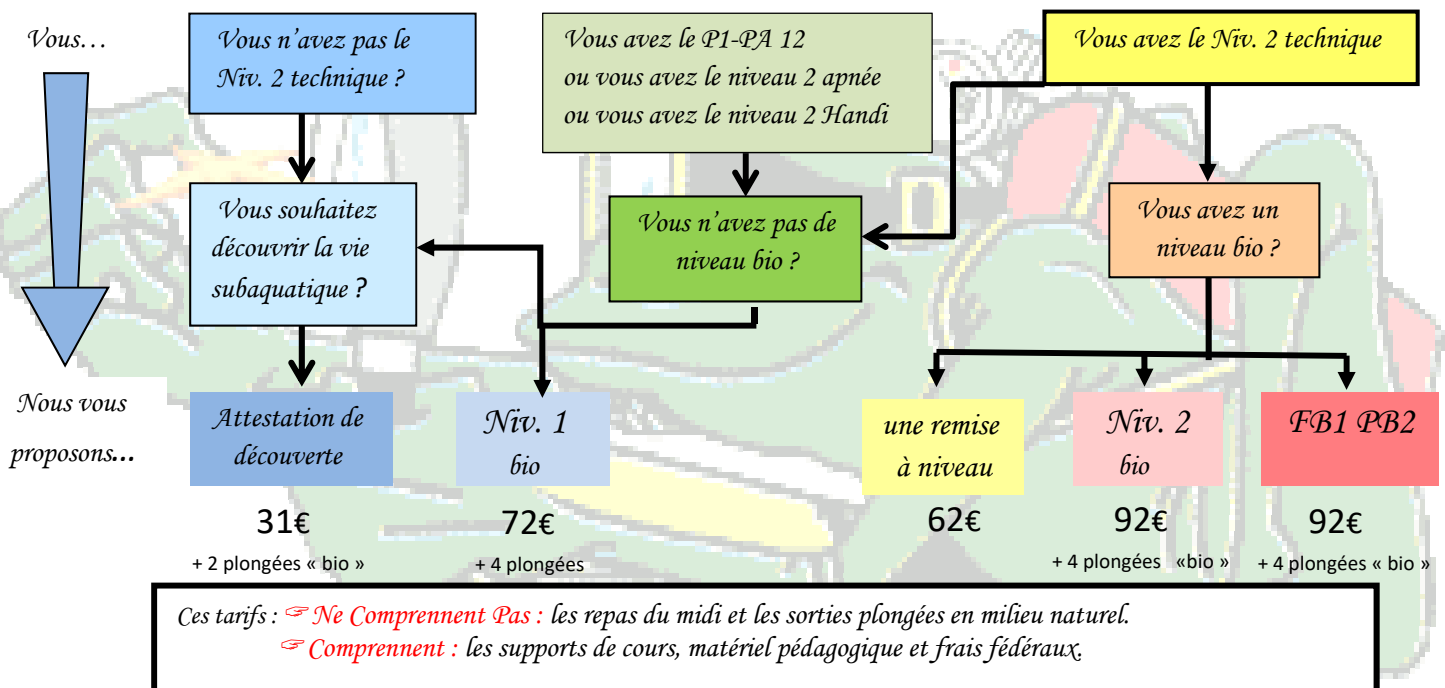 Vous…
Vous n’avez pas le
Niv. 2 technique ?
Vous avez le P1-PA 12
ou vous avez le niveau 2 apnée
ou vous avez le niveau 2 Handi
Vous avez le Niv. 2 technique
Vous souhaitez
découvrir la vie
subaquatique ?
Vous n’avez pas de
niveau bio ?
Vous avez un
niveau bio ?
Nous vous
proposons…
Attestation de
découverte
31€
+ 2 plongées « bio »
Niv. 1
bio
72€
+ 4 plongées
une remise
à niveau
62€
Niv. 2
bio
92€
+ 4 plongées «bio »
FB1 PB2
92€
+ 4 plongées « bio »
Ces tarifs : ☞ Ne Comprennent Pas : les repas du midi et les sorties plongées en milieu naturel.
☞ Comprennent : les supports de cours, matériel pédagogique et frais fédéraux.